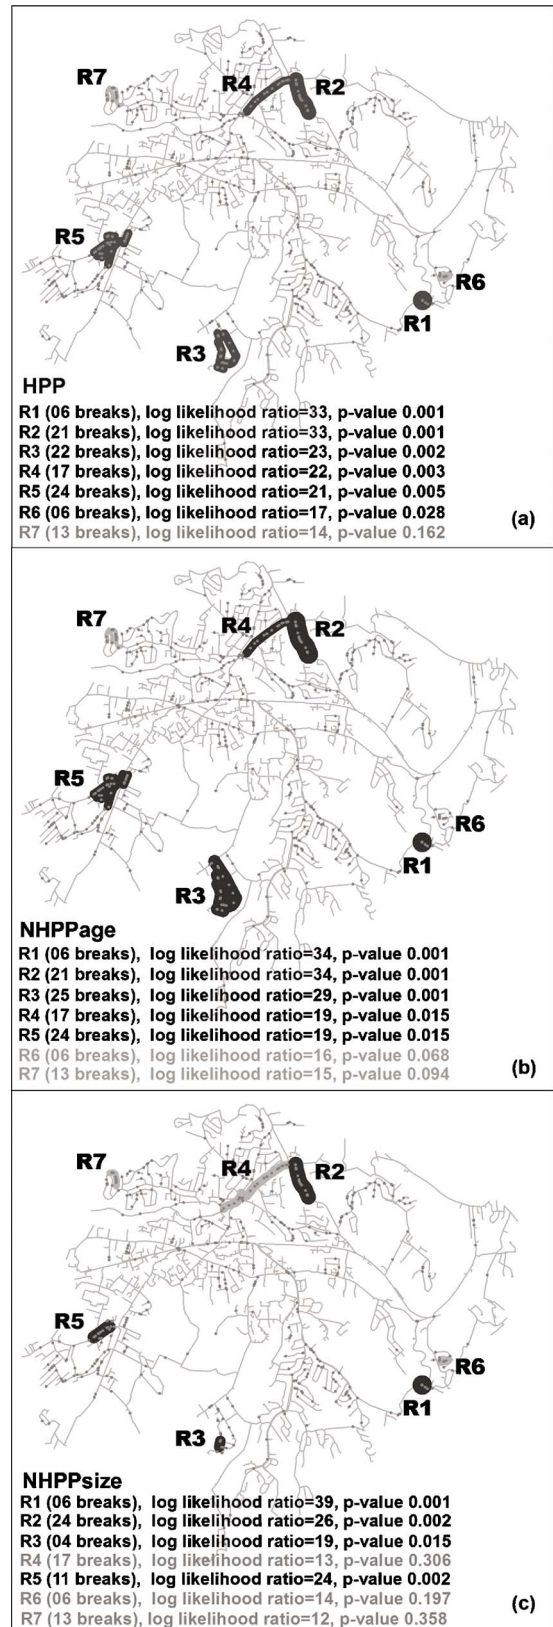 R7
R4
R2
R5
R6
R1
R3
HPP
R1 (06 breaks), log likelihood ratio=33, p-value 0.001
R2 (21 breaks), log likelihood ratio=33, p-value 0.001
R3 (22 breaks), log likelihood ratio=23, p-value 0.002
R4 (17 breaks), log likelihood ratio=22, p-value 0.003
R5 (24 breaks), log likelihood ratio=21, p-value 0.005
R6 (06 breaks), log likelihood ratio=17, p-value 0.028
R7 (13 breaks), log likelihood ratio=14, p-value 0.162
(a)
R7
R4
R2
R5
R6
R1
R3
NHPPage
R1 (06 breaks), log likelihood ratio=34, p-value 0.001
R2 (21 breaks), log likelihood ratio=34, p-value 0.001
R3 (25 breaks), log likelihood ratio=29, p-value 0.001
R4 (17 breaks), log likelihood ratio=19, p-value 0.015
R5 (24 breaks), log likelihood ratio=19, p-value 0.015
R6 (06 breaks), log likelihood ratio=16, p-value 0.068
R7 (13 breaks), log likelihood ratio=15, p-value 0.094
(b)
R7
R4
R2
R5
R6
R1
R3
NHPPsize
R1 (06 breaks), log likelihood ratio=39, p-value 0.001
R2 (24 breaks), log likelihood ratio=26, p-value 0.002
R3 (04 breaks), log likelihood ratio=19, p-value 0.015
R4 (17 breaks), log likelihood ratio=13, p-value 0.306
R5 (11 breaks), log likelihood ratio=24, p-value 0.002
R6 (06 breaks), log likelihood ratio=14, p-value 0.197
R7 (13 breaks), log likelihood ratio=12, p-value 0.358
(c)